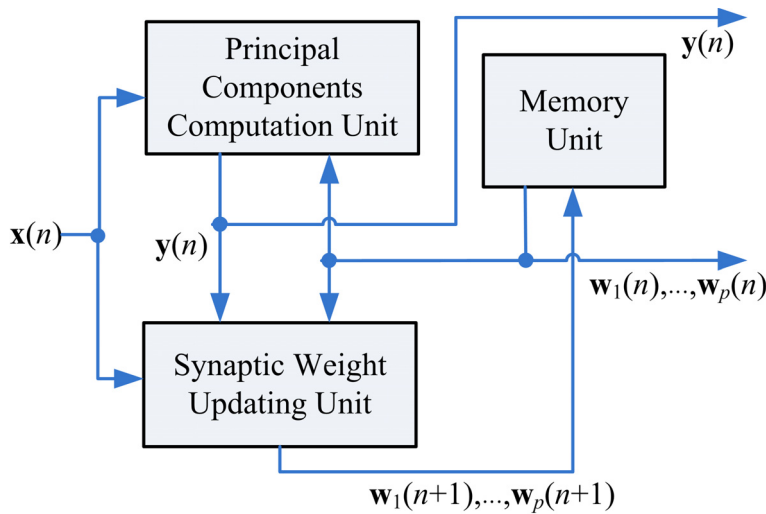 Principal
Components
Computation Unit
y(n)
Memory
Unit
x(n)
y(n)
w₁(n),...,wₚ(n)
Synaptic Weight
Updating Unit
w₁(n+1),...,wₚ(n+1)